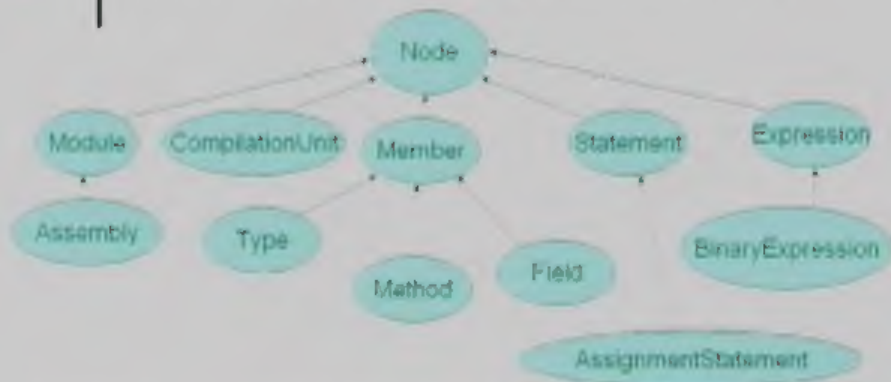 Node
Module
CompilationUnit
Member
Statement
Expression
Assembly
Type
Method
Field
BinaryExpression
AssignmentStatement